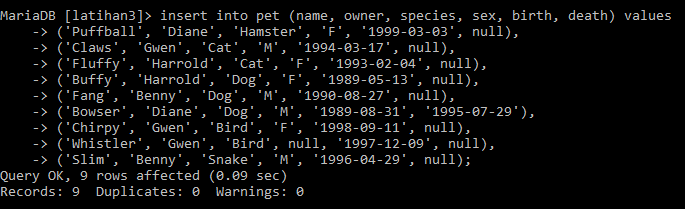 MariaDB [latihan3]> insert into pet (name, owner, species, sex, birth, death) values
    -> ('Puffball', 'Diane', 'Hamster', 'F', '1999-03-03', null),
    -> ('Claws', 'Gwen', 'Cat', 'M', '1994-03-17', null),
    -> ('Fluffy', 'Harrold', 'Cat', 'F', '1993-02-04', null),
    -> ('Buffy', 'Harrold', 'Dog', 'F', '1989-05-13', null),
    -> ('Fang', 'Benny', 'Dog', 'M', '1990-08-27', null),
    -> ('Bowser', 'Diane', 'Dog', 'M', '1989-08-31', '1995-07-29'),
    -> ('Chirpy', 'Gwen', 'Bird', 'F', '1998-09-11', null),
    -> ('Whistler', 'Gwen', 'Bird', null, '1997-12-09', null),
    -> ('Slim', 'Benny', 'Snake', 'M', '1996-04-29', null);
Query OK, 9 rows affected (0.09 sec)
Records: 9  Duplicates: 0  Warnings: 0